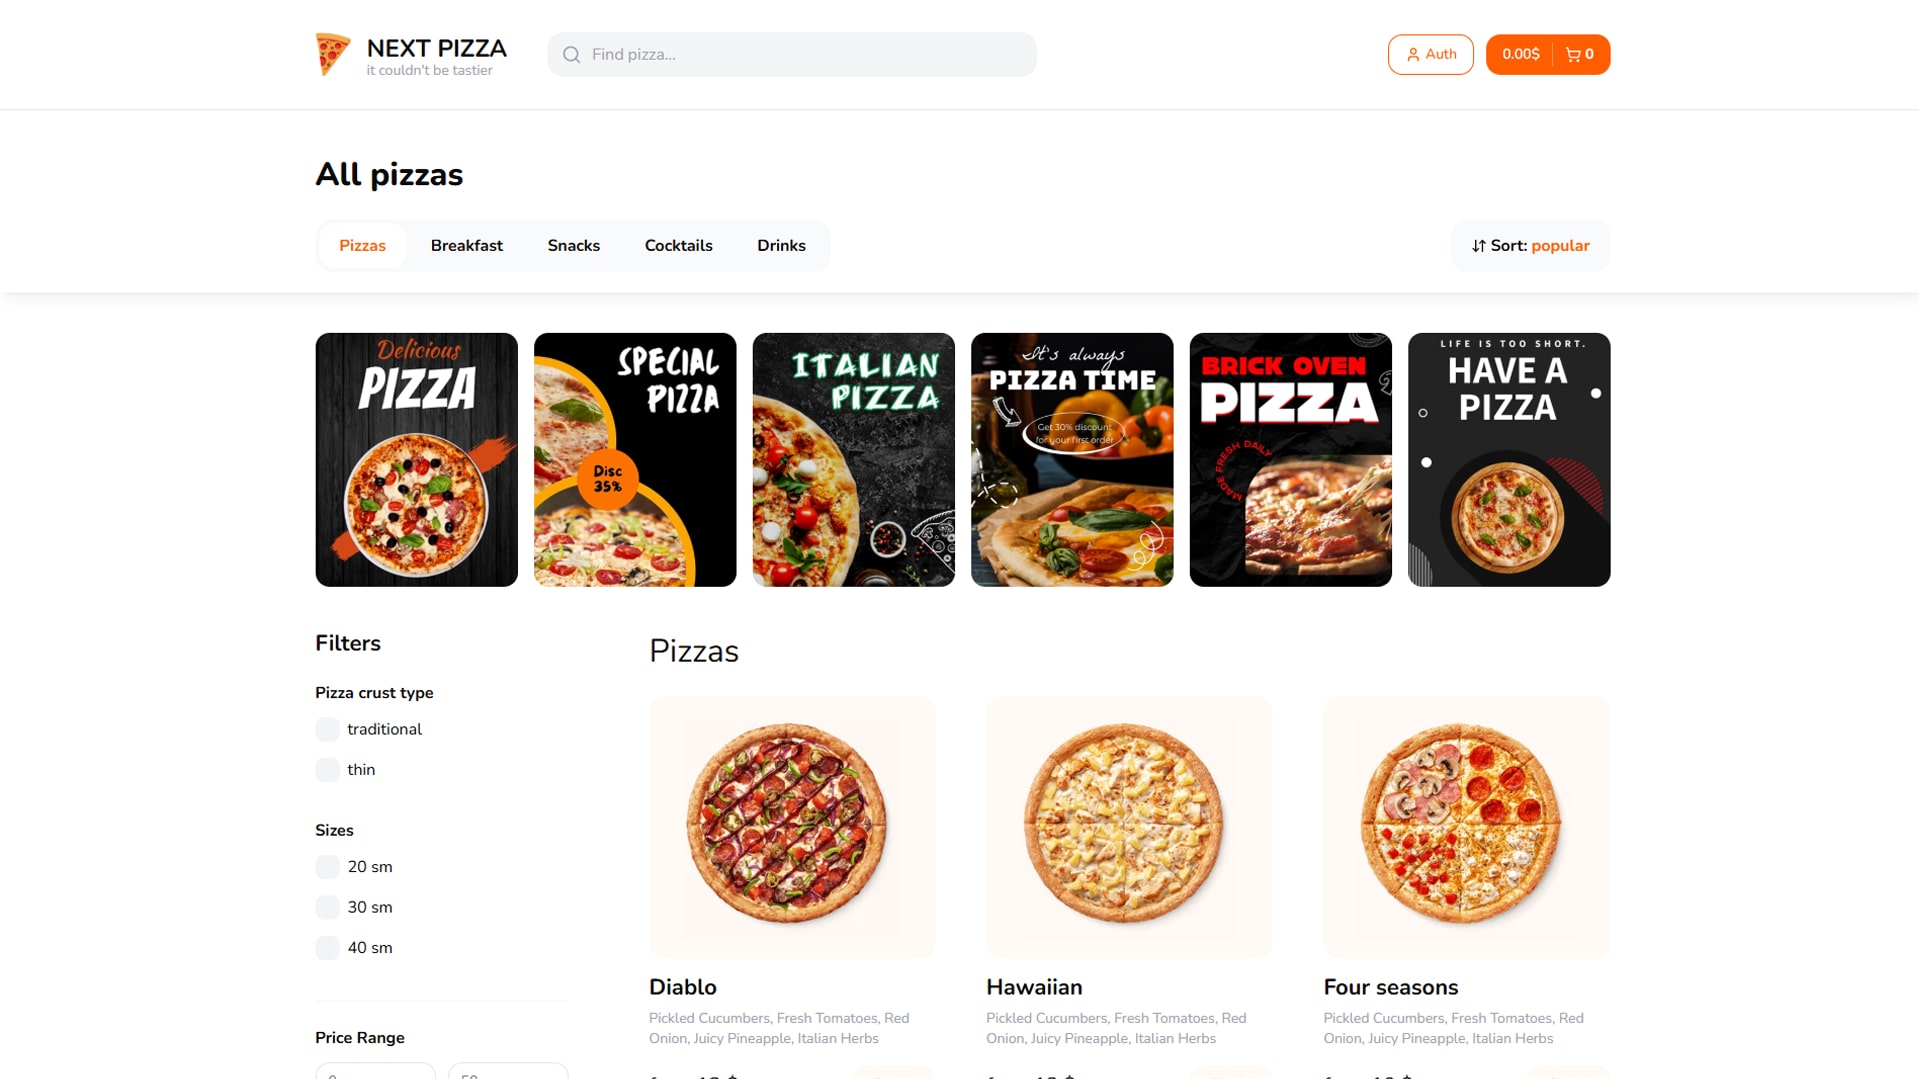 NEXT PIZZA
it couldn't be tastier
Find pizza...
Auth
0.00$
0
All pizzas
Pizzas
Breakfast
Snacks
Cocktails
Drinks
Sort: popular
Delicious
PIZZA
SPECIAL
PIZZA
Disc
35%
ITALIAN
PIZZA
It's always
PIZZA TIME
Get 30% discount
for your first order
BRICK OVEN
PIZZA
MADE FRESH DAILY
LIFE IS TOO SHORT.
HAVE A
PIZZA
Filters
Pizza crust type
traditional
thin
Sizes
20 sm
30 sm
40 sm
Price Range
Pizzas
Diablo
Pickled Cucumbers, Fresh Tomatoes, Red
Onion, Juicy Pineapple, Italian Herbs
Hawaiian
Pickled Cucumbers, Fresh Tomatoes, Red
Onion, Juicy Pineapple, Italian Herbs
Four seasons
Pickled Cucumbers, Fresh Tomatoes, Red
Onion, Juicy Pineapple, Italian Herbs